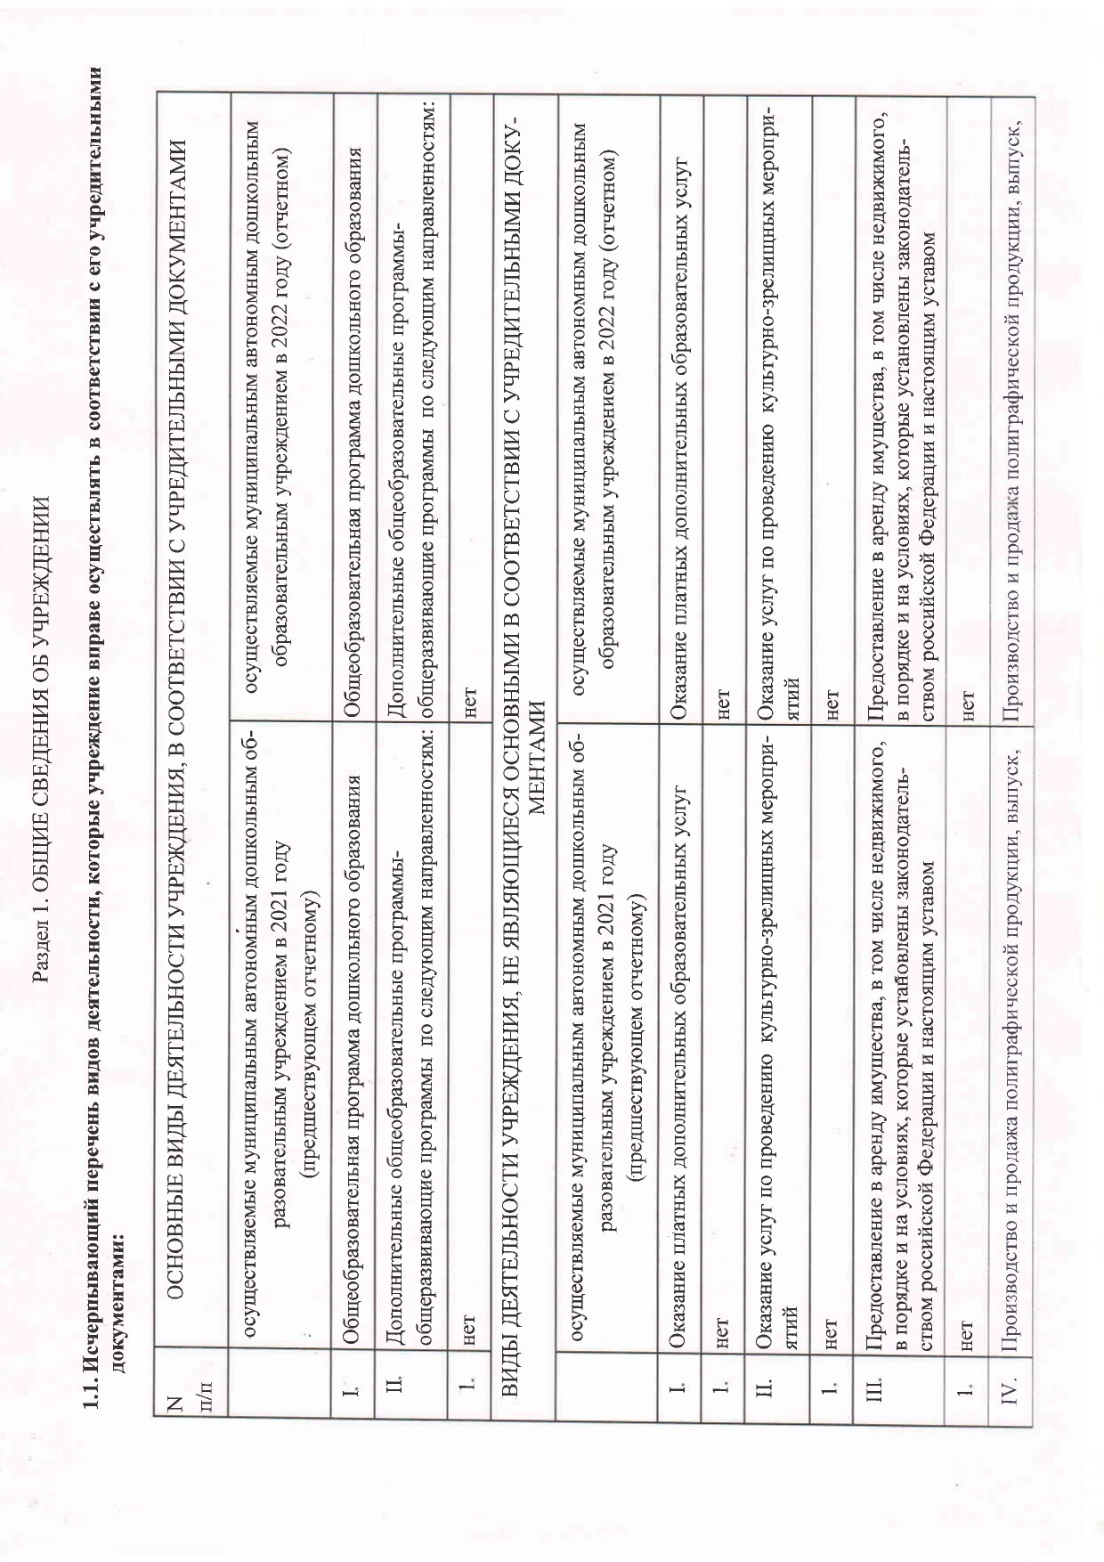 Раздел 1. ОБЩИЕ СВЕДЕНИЯ ОБ УЧРЕЖДЕНИИ
1.1. Исчерпывающий перечень видов деятельности, которые учреждение вправе осуществлять в соответствии с его учредительными
документами:
N
п/п
ОСНОВНЫЕ ВИДЫ ДЕЯТЕЛЬНОСТИ УЧРЕЖДЕНИЯ, В СООТВЕТСТВИИ С УЧРЕДИТЕЛЬНЫМИ ДОКУМЕНТАМИ
осуществляемые муниципальным автономным дошкольным об-
разовательным учреждением в 2021 году
(предшествующем отчетному)
осуществляемые муниципальным автономным дошкольным
образовательным учреждением в 2022 году (отчетном)
I.
Общеобразовательная программа дошкольного образования
Общеобразовательная программа дошкольного образования
II.
Дополнительные общеобразовательные программы-
общеразвивающие программы по следующим направленностям:
Дополнительные общеобразовательные программы-
общеразвивающие программы по следующим направленностям:
1.
нет
нет
ВИДЫ ДЕЯТЕЛЬНОСТИ УЧРЕЖДЕНИЯ, НЕ ЯВЛЯЮЩИЕСЯ ОСНОВНЫМИ В СООТВЕТСТВИИ С УЧРЕДИТЕЛЬНЫМИ ДОКУ-
МЕНТАМИ
осуществляемые муниципальным автономным дошкольным об-
разовательным учреждением в 2021 году
(предшествующем отчетному)
осуществляемые муниципальным автономным дошкольным
образовательным учреждением в 2022 году (отчетном)
I.
Оказание платных дополнительных образовательных услуг
Оказание платных дополнительных образовательных услуг
1.
нет
нет
II.
Оказание услуг по проведению культурно-зрелищных меропри-
ятий
Оказание услуг по проведению культурно-зрелищных меропри-
ятий
1.
нет
нет
III.
Предоставление в аренду имущества, в том числе недвижимого,
в порядке и на условиях, которые установлены законодатель-
ством российской Федерации и настоящим уставом
Предоставление в аренду имущества, в том числе недвижимого,
в порядке и на условиях, которые установлены законодатель-
ством российской Федерации и настоящим уставом
1.
нет
нет
IV.
Производство и продажа полиграфической продукции, выпуск,
Производство и продажа полиграфической продукции, выпуск,